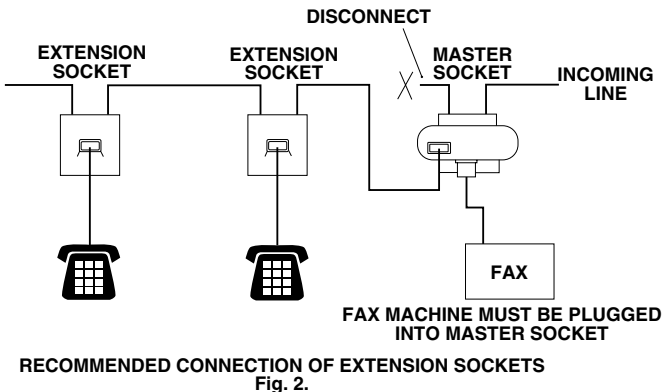 DISCONNECT
EXTENSION
SOCKET
EXTENSION
SOCKET
MASTER
SOCKET
INCOMING
LINE
FAX
FAX MACHINE MUST BE PLUGGED
INTO MASTER SOCKET
RECOMMENDED CONNECTION OF EXTENSION SOCKETS
Fig. 2.